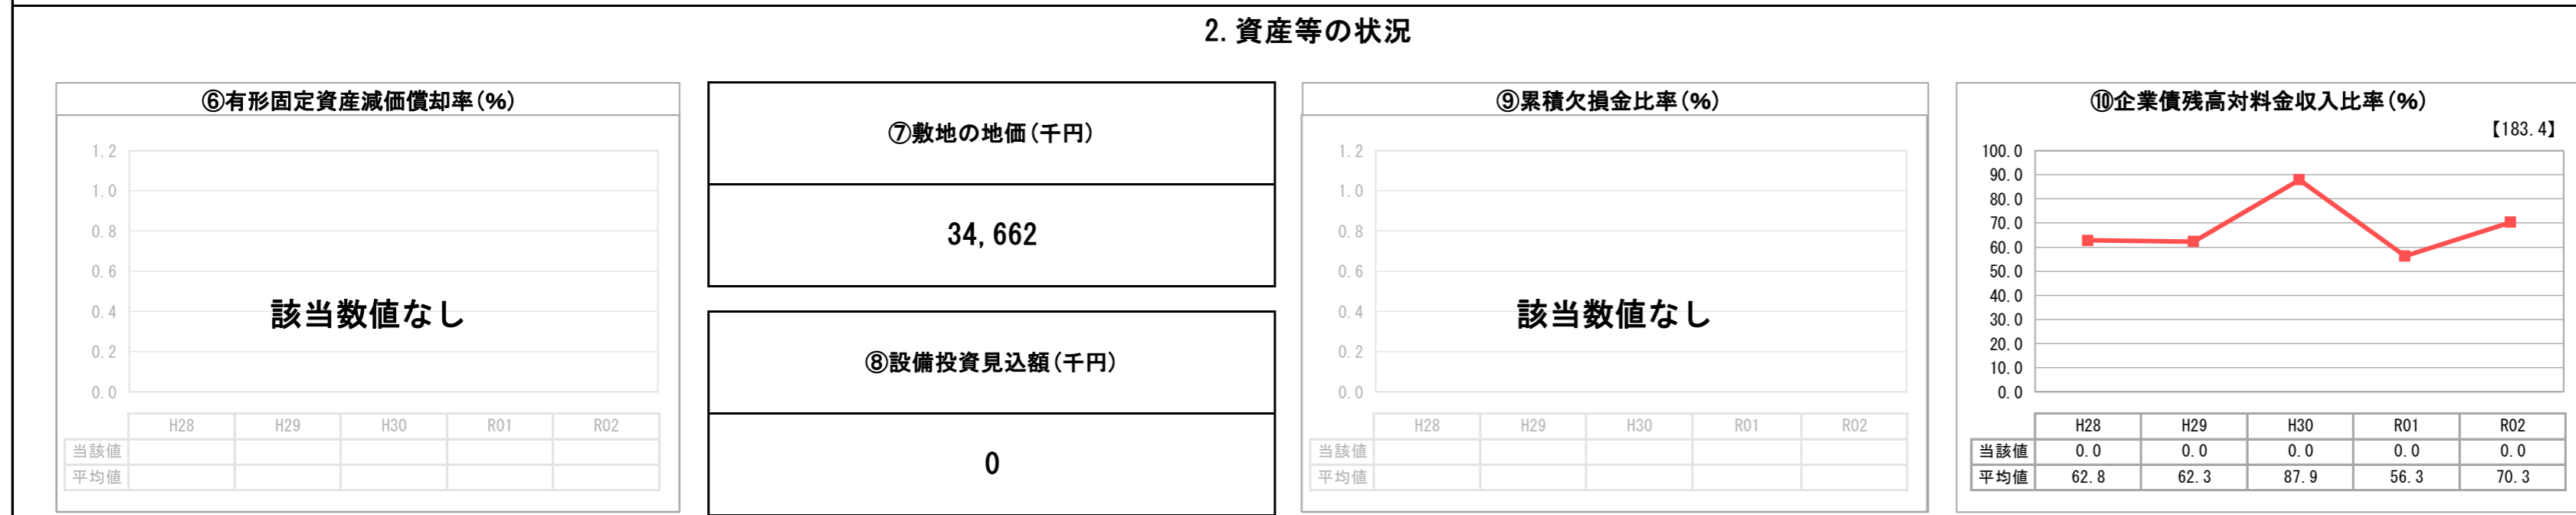 2.資産等の状況
⑥有形固定資産減価償却率(%)
1.2
1.0
0.8
0.6
0.4
0.2
0.0
該当数値なし
H28 H29 H30 R01 R02
当該値
平均値
⑦敷地の地価(千円)
34,662
⑧設備投資見込額(千円)
0
⑨累積欠損金比率(%)
1.2
1.0
0.8
0.6
0.4
0.2
0.0
該当数値なし
H28 H29 H30 R01 R02
当該値
平均値
⑩企業債残高対料金収入比率(%)
【183.4】
100.0
90.0
80.0
70.0
60.0
50.0
40.0
30.0
20.0
10.0
0.0
H28 H29 H30 R01 R02
当該値 0.0 0.0 0.0 0.0 0.0
平均値 62.8 62.3 87.9 56.3 70.3